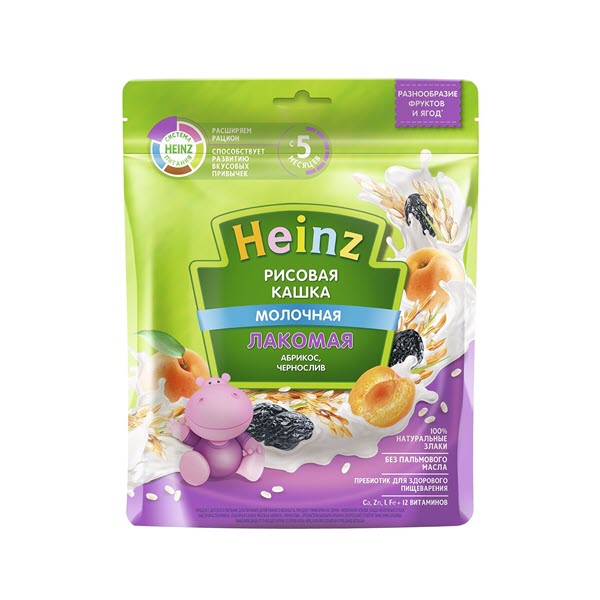 РАЗНООБРАЗИЕ
ФРУКТОВ
И ЯГОД*
СИСТЕМА
HEINZ
ПИТАНИЯ
РАСШИРЯЕМ
РАЦИОН
СПОСОБСТВУЕТ
РАЗВИТИЮ
ВКУСОВЫХ
ПРИВЫЧЕК
С 5
МЕСЯЦЕВ
Heinz
РИСОВАЯ
КАШКА
МОЛОЧНАЯ
ЛАКОМАЯ
АБРИКОС,
ЧЕРНОСЛИВ
100%
НАТУРАЛЬНЫЕ
ЗЛАКИ
БЕЗ ПАЛЬМОВОГО
МАСЛА
ПРЕБИОТИК ДЛЯ ЗДОРОВОГО
ПИЩЕВАРЕНИЯ
Ca, Zn, I, Fe + 12 ВИТАМИНОВ